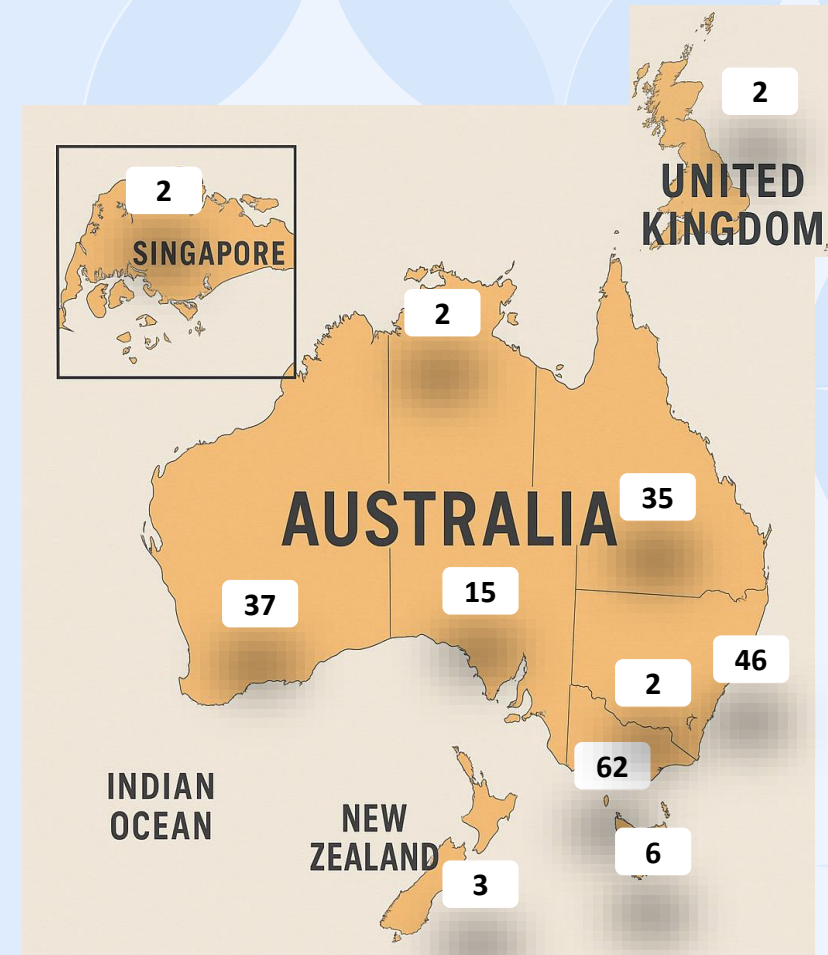 2
UNITED
KINGDOM
2
SINGAPORE
2
AUSTRALIA
35
37
15
46
2
62
INDIAN
OCEAN
NEW
ZEALAND
6
3